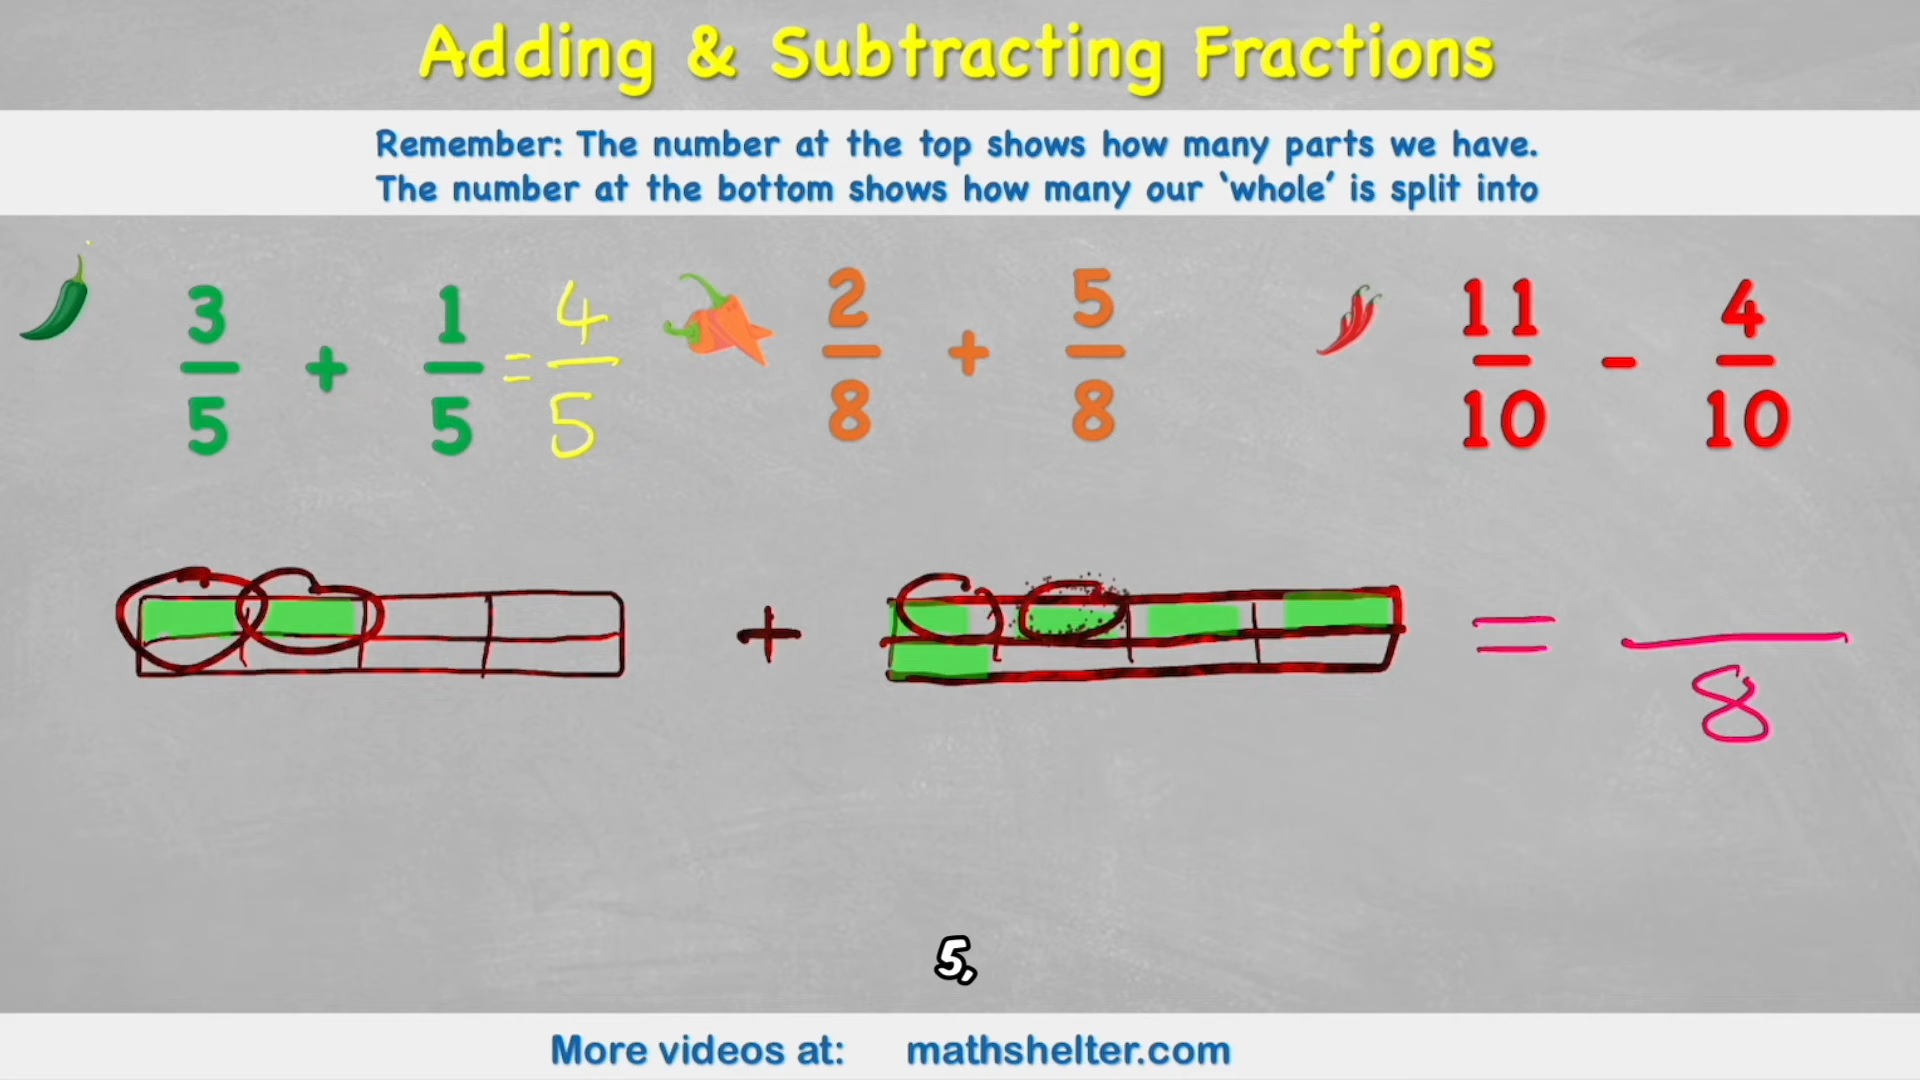 Adding & Subtracting Fractions
Remember: The number at the top shows how many parts we have.
The number at the bottom shows how many our ‘whole’ is split into
3/5 + 1/5 = 4/5
2/8 + 5/8
11/10 - 4/10
+ = /8
5,
More videos at: mathshelter.com